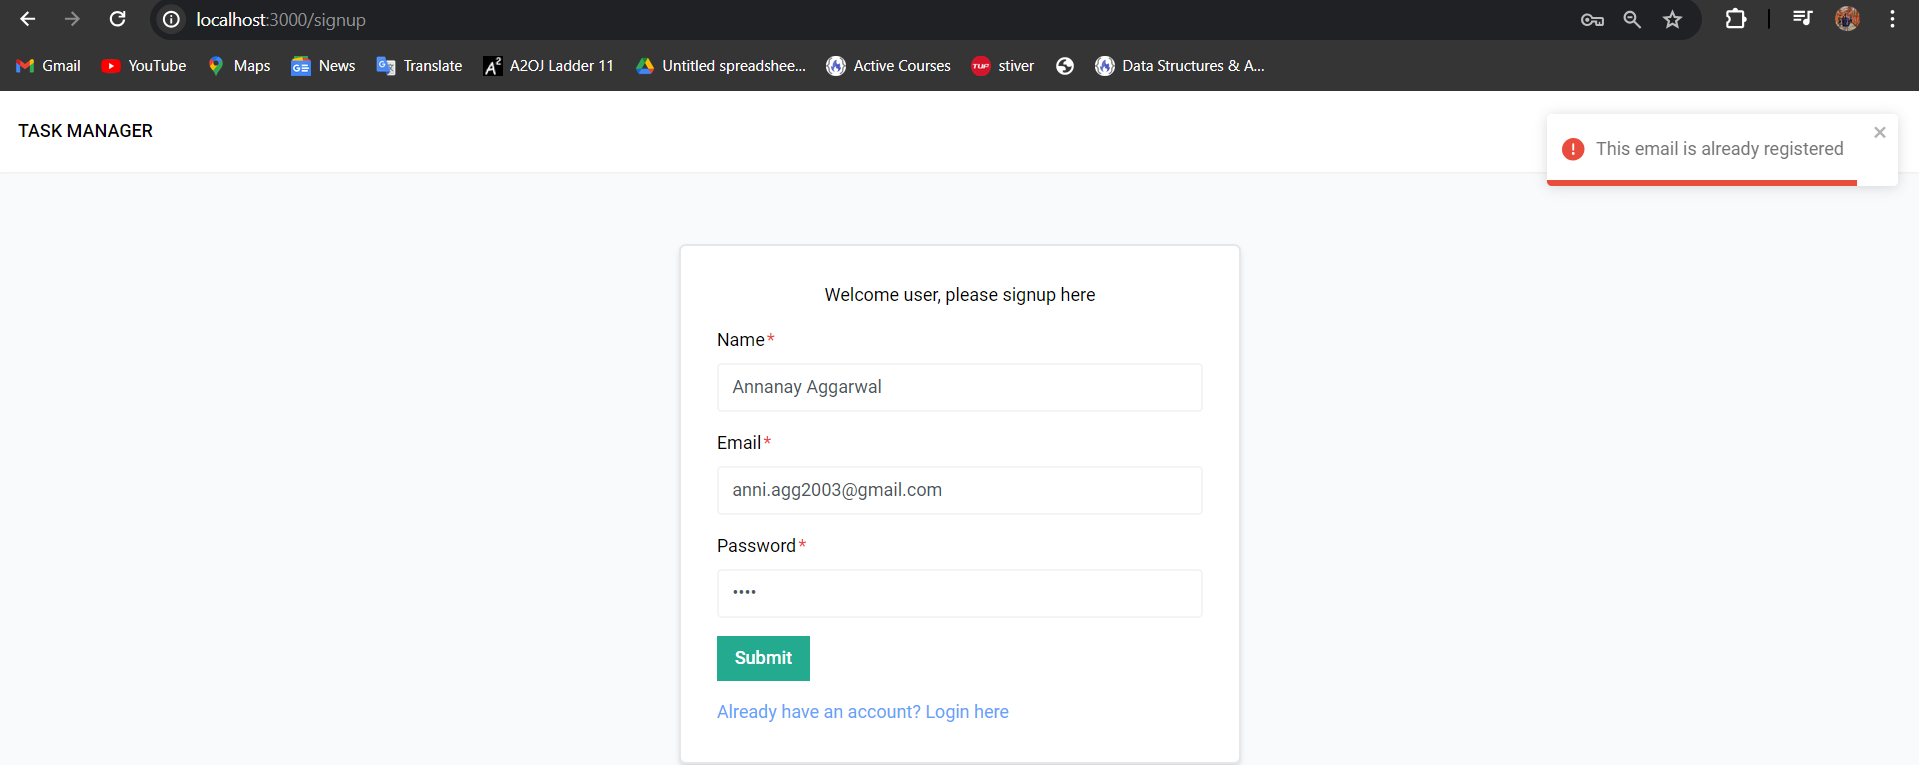 localhost:3000/signup
Gmail YouTube Maps News Translate A2OJ Ladder 11 Untitled spreadshee... Active Courses TUF stiver Data Structures & A...
TASK MANAGER
This email is already registered
Welcome user, please signup here
Name*
Annanay Aggarwal
Email*
anni.agg2003@gmail.com
Password*
••••
Submit
Already have an account? Login here